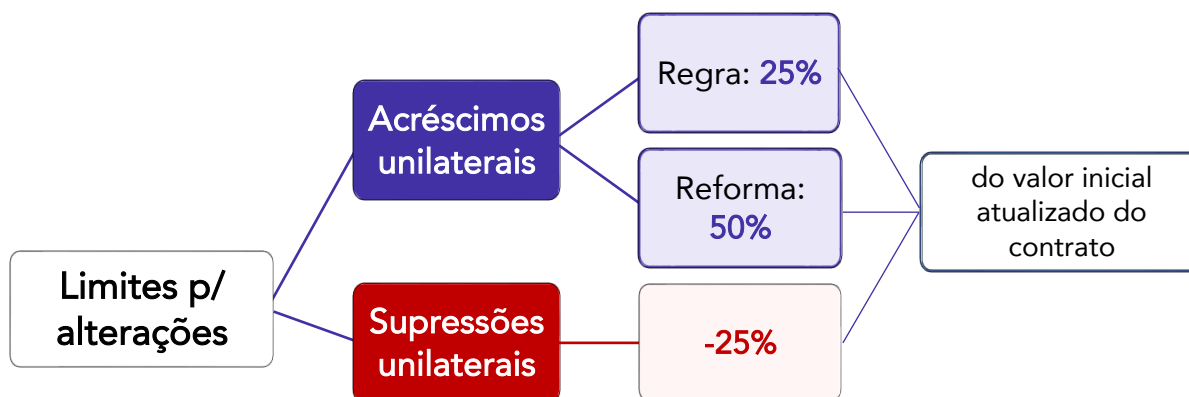 Limites p/
alterações
Acréscimos
unilaterais
Regra: 25%
Reforma:
50%
Supressões
unilaterais
-25%
do valor inicial
atualizado do
contrato